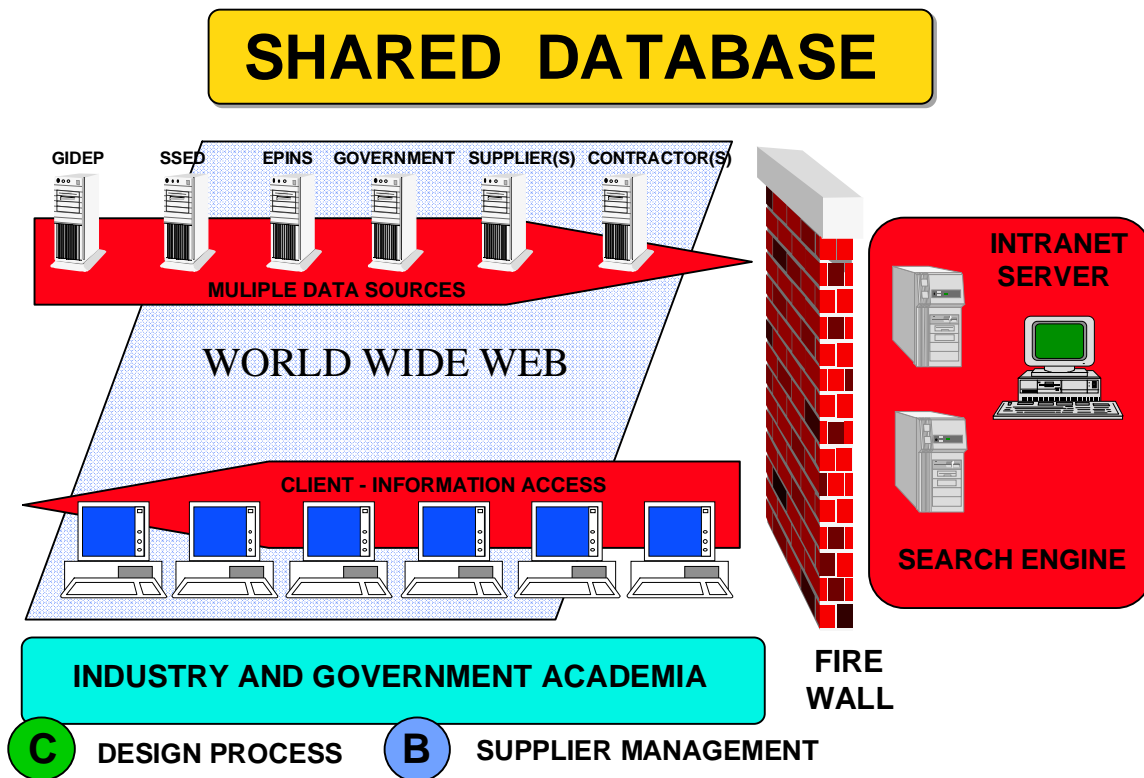 SHARED DATABASE
GIDEP SSED EPINS GOVERNMENT SUPPLIER(S) CONTRACTOR(S)
MULIPLE DATA SOURCES
WORLD WIDE WEB
CLIENT - INFORMATION ACCESS
INTRANET
SERVER
SEARCH ENGINE
FIRE
WALL
INDUSTRY AND GOVERNMENT ACADEMIA
C DESIGN PROCESS B SUPPLIER MANAGEMENT